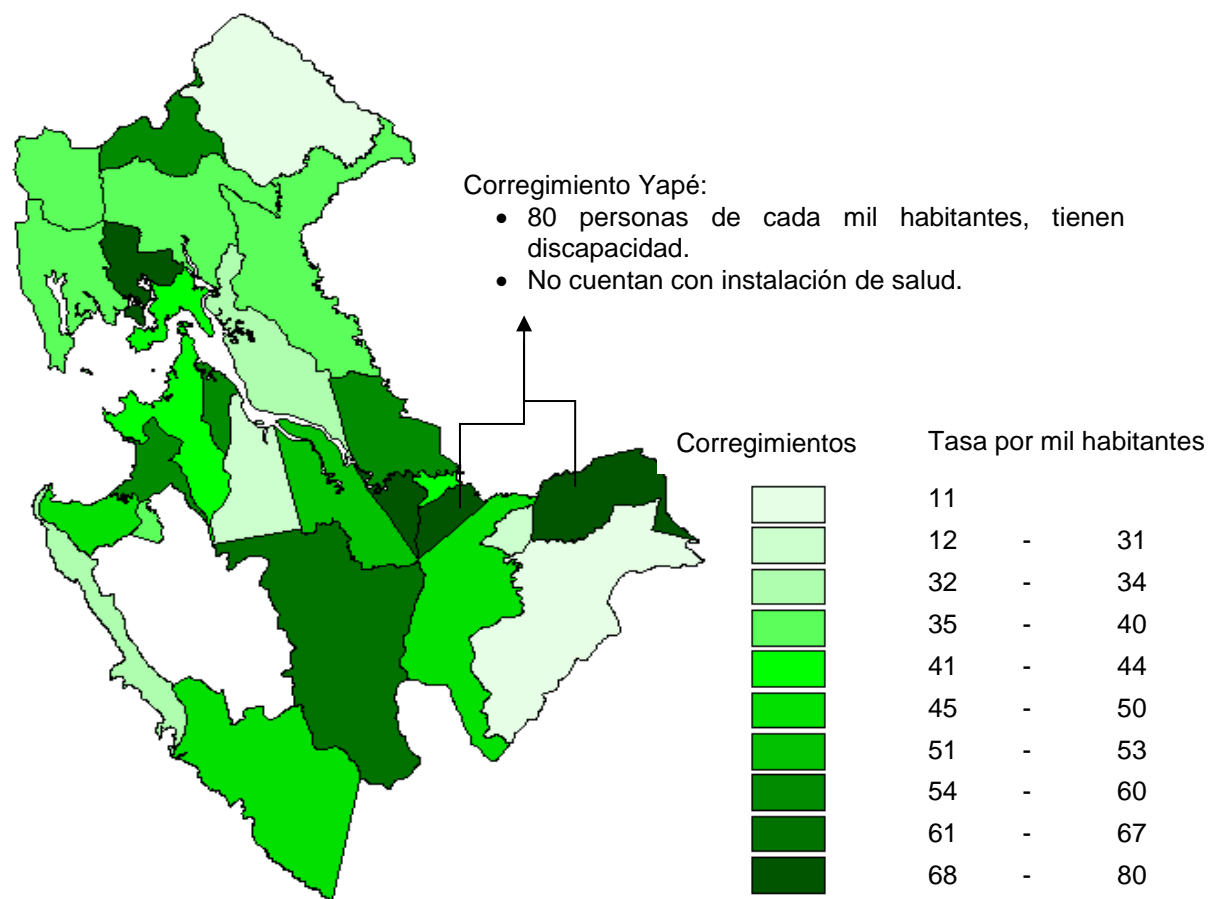 Corregimiento Yapé:
• 80 personas de cada mil habitantes, tienen
discapacidad.
• No cuentan con instalación de salud.
Corregimientos Tasa por mil habitantes
11
12 - 31
32 - 34
35 - 40
41 - 44
45 - 50
51 - 53
54 - 60
61 - 67
68 - 80